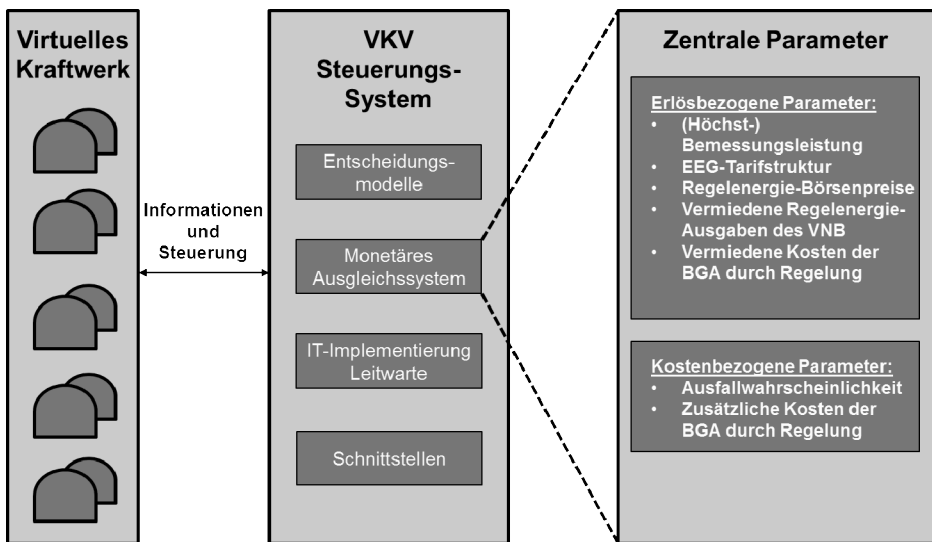 Virtuelles
Kraftwerk
Informationen
und
Steuerung
VKV
Steuerungs-
System
Entscheidungs-
modelle
Monetäres
Ausgleichssystem
IT-Implementierung
Leitwarte
Schnittstellen
Zentrale Parameter
Erlösbezogene Parameter:
• (Höchst-)
Bemessungsleistung
• EEG-Tarifstruktur
• Regelenergie-Börsenpreise
• Vermiedene Regelenergie-
Ausgaben des VNB
• Vermiedene Kosten der
BGA durch Regelung
Kostenbezogene Parameter:
• Ausfallwahrscheinlichkeit
• Zusätzliche Kosten der
BGA durch Regelung